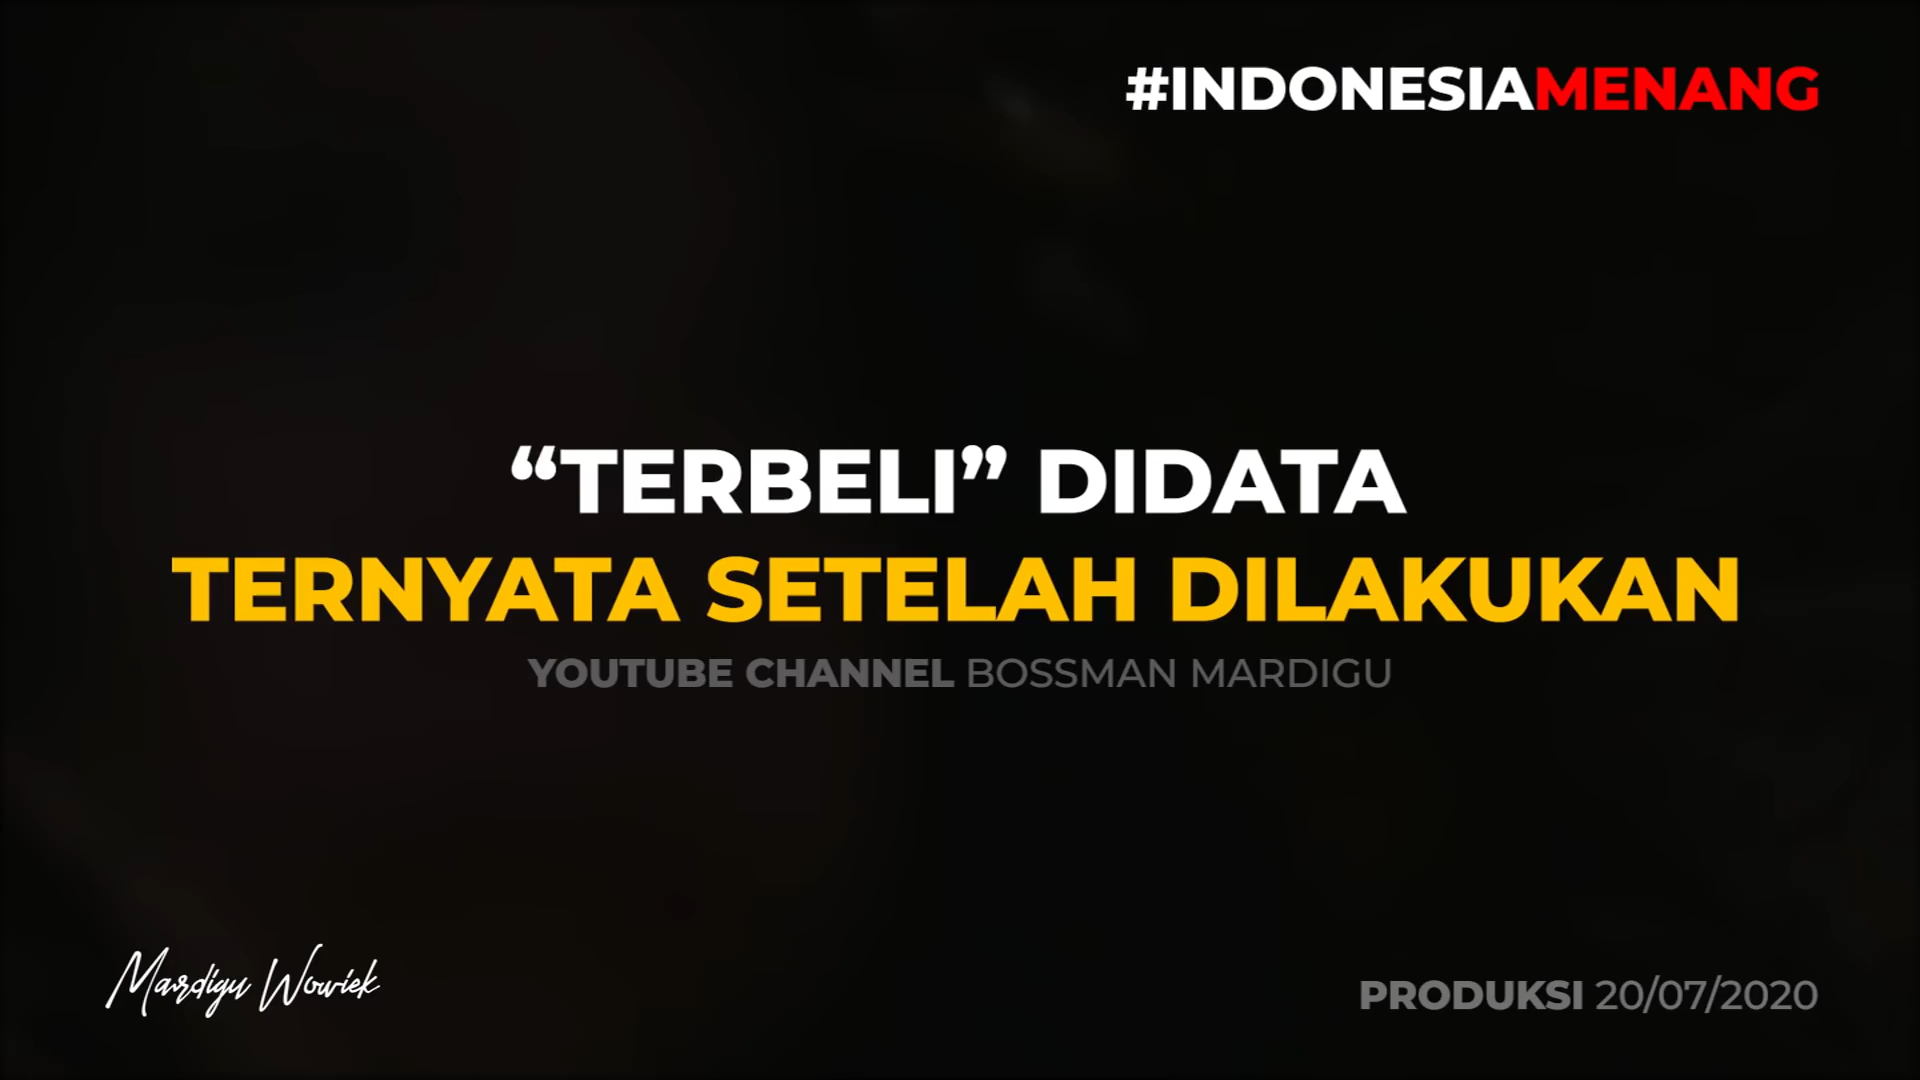 #INDONESIAMENANG
“TERBELI” DIDATA
TERNYATA SETELAH DILAKUKAN
YOUTUBE CHANNEL BOSSMAN MARDIGU
Mardigu Wowiek
PRODUKSI 20/07/2020